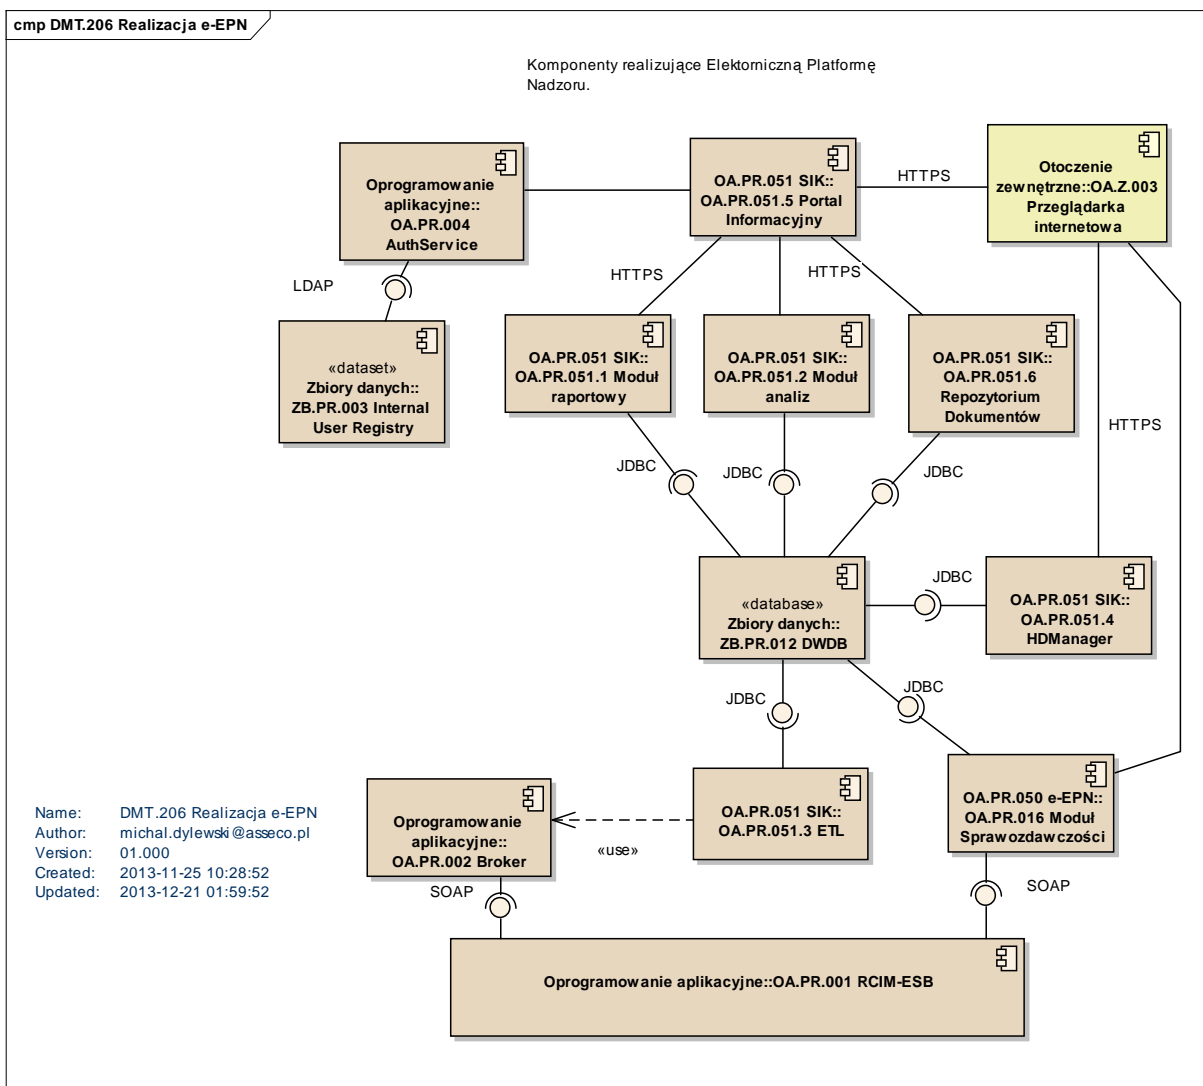 cmp DMT.206 Realizacja e-EPN
Komponenty realizujące Elektorniczną Platformę
Nadzoru.
Oprogramowanie
aplikacyjne::
OA.PR.004
AuthService
OA.PR.051 SIK::
OA.PR.051.5 Portal
Informacyjny
HTTPS
Otoczenie
zewnętrzne::OA.Z.003
Przeglądarka
internetowa
LDAP
HTTPS
HTTPS
«dataset»
Zbiory danych::
ZB.PR.003 Internal
User Registry
OA.PR.051 SIK::
OA.PR.051.1 Moduł
raportowy
OA.PR.051 SIK::
OA.PR.051.2 Moduł
analiz
OA.PR.051 SIK::
OA.PR.051.6
Repozytorium
Dokumentów
HTTPS
JDBC
JDBC
JDBC
«database»
Zbiory danych::
ZB.PR.012 DWDB
JDBC
OA.PR.051 SIK::
OA.PR.051.4
HDManager
JDBC
JDBC
Name: DMT.206 Realizacja e-EPN
Author: michal.dylewski@asseco.pl
Version: 01.000
Created: 2013-11-25 10:28:52
Updated: 2013-12-21 01:59:52
Oprogramowanie
aplikacyjne::
OA.PR.002 Broker
«use»
OA.PR.051 SIK::
OA.PR.051.3 ETL
OA.PR.050 e-EPN::
OA.PR.016 Moduł
Sprawozdawczości
SOAP
SOAP
Oprogramowanie aplikacyjne::OA.PR.001 RCIM-ESB